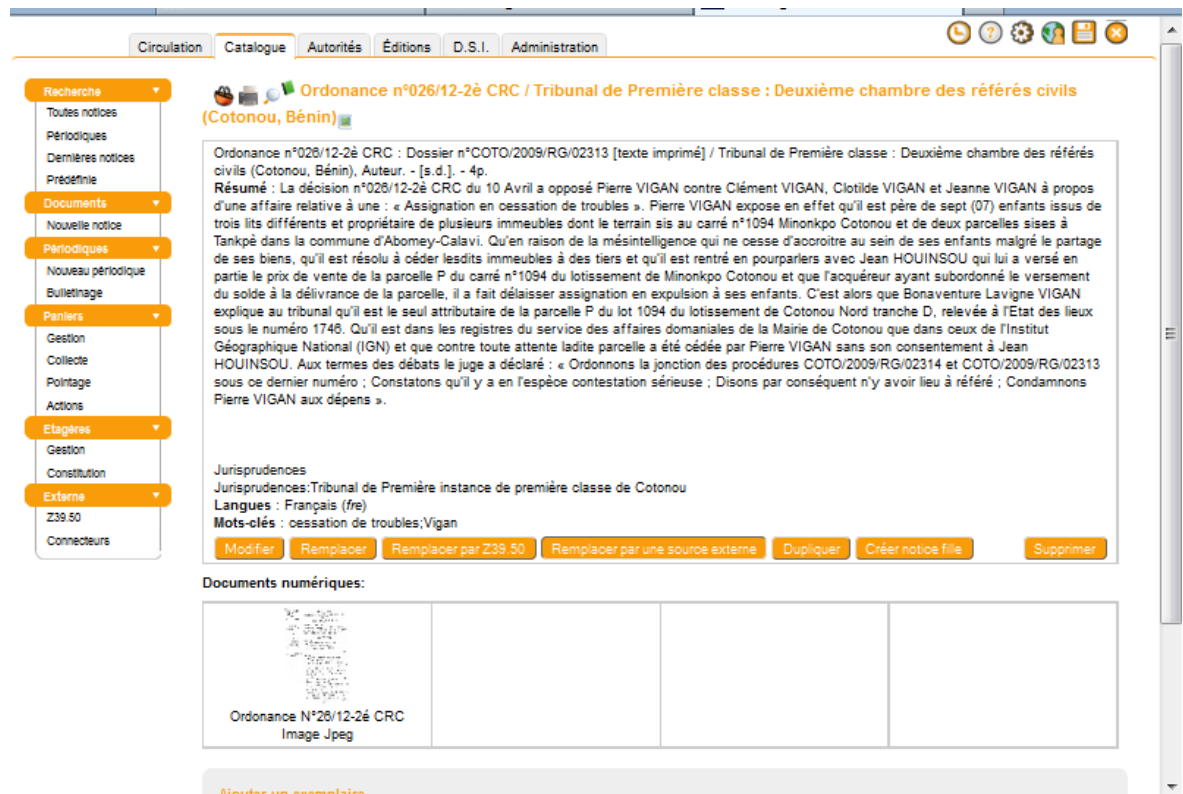 Circulation Catalogue Autorités Éditions D.S.I. Administration
Recherche
Toutes notices
Périodiques
Dernières notices
Prédéfinie
Documents
Nouvelle notice
Périodiques
Nouveau périodique
Bulletinage
Paniers
Gestion
Collecte
Pointage
Actions
Etagères
Gestion
Constitution
Externe
Z39.50
Connecteurs
Ordonance n°026/12-2è CRC / Tribunal de Première classe : Deuxième chambre des référés civils
(Cotonou, Bénin)
Ordonance n°026/12-2è CRC : Dossier n°COTO/2009/RG/02313 [texte imprimé] / Tribunal de Première classe : Deuxième chambre des référés
civils (Cotonou, Bénin), Auteur. - [s.d.]. - 4p.
Résumé : La décision n°026/12-2è CRC du 10 Avril a opposé Pierre VIGAN contre Clément VIGAN, Clotilde VIGAN et Jeanne VIGAN à propos
d'une affaire relative à une : « Assignation en cessation de troubles ». Pierre VIGAN expose en effet qu'il est père de sept (07) enfants issus de
trois lits différents et propriétaire de plusieurs immeubles dont le terrain sis au carré n°1094 Minonkpo Cotonou et de deux parcelles sises à
Tankpè dans la commune d'Abomey-Calavi. Qu'en raison de la mésintelligence qui ne cesse d'accroitre au sein de ses enfants malgré le partage
de ses biens, qu'il est résolu à céder lesdits immeubles à des tiers et qu'il est rentré en pourparlers avec Jean HOUINSOU qui lui a versé en
partie le prix de vente de la parcelle P du carré n°1094 du lotissement de Minonkpo Cotonou et que l'acquéreur ayant subordonné le versement
du solde à la délivrance de la parcelle, il a fait délaisser assignation en expulsion à ses enfants. C'est alors que Bonaventure Lavigne VIGAN
explique au tribunal qu'il est le seul attributaire de la parcelle P du lot 1094 du lotissement de Cotonou Nord tranche D, relevée à l'Etat des lieux
sous le numéro 1746. Qu'il est dans les registres du service des affaires domaniales de la Mairie de Cotonou que dans ceux de l'Institut
Géographique National (IGN) et que contre toute attente ladite parcelle a été cédée par Pierre VIGAN sans son consentement à Jean
HOUINSOU. Aux termes des débats le juge a déclaré : « Ordonnons la jonction des procédures COTO/2009/RG/02314 et COTO/2009/RG/02313
sous ce dernier numéro ; Constatons qu'il y a en l'espèce contestation sérieuse ; Disons par conséquent n'y avoir lieu à référé ; Condamnons
Pierre VIGAN aux dépens ».
Jurisprudences
Jurisprudences:Tribunal de Première instance de première classe de Cotonou
Langues : Français (fre)
Mots-clés : cessation de troubles;Vigan
Modifier Remplacer Remplacer par Z39.50 Remplacer par une source externe Dupliquer Créer notice fille Supprimer
Documents numériques:
Ordonance N°26/12-2é CRC
Image Jpeg
Ajouter un exemplaire